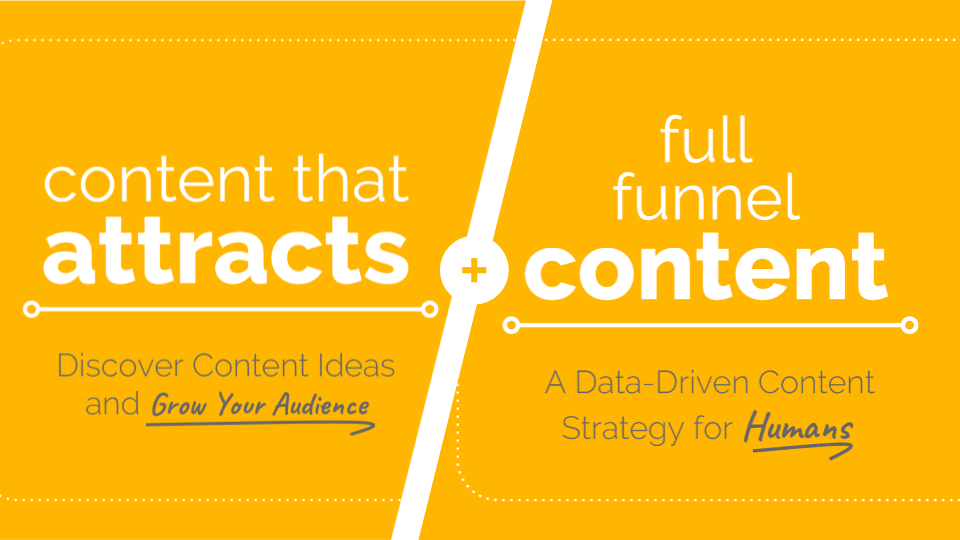 content that
attracts
Discover Content Ideas
and Grow Your Audience
+
full
funnel
content
A Data-Driven Content
Strategy for Humans